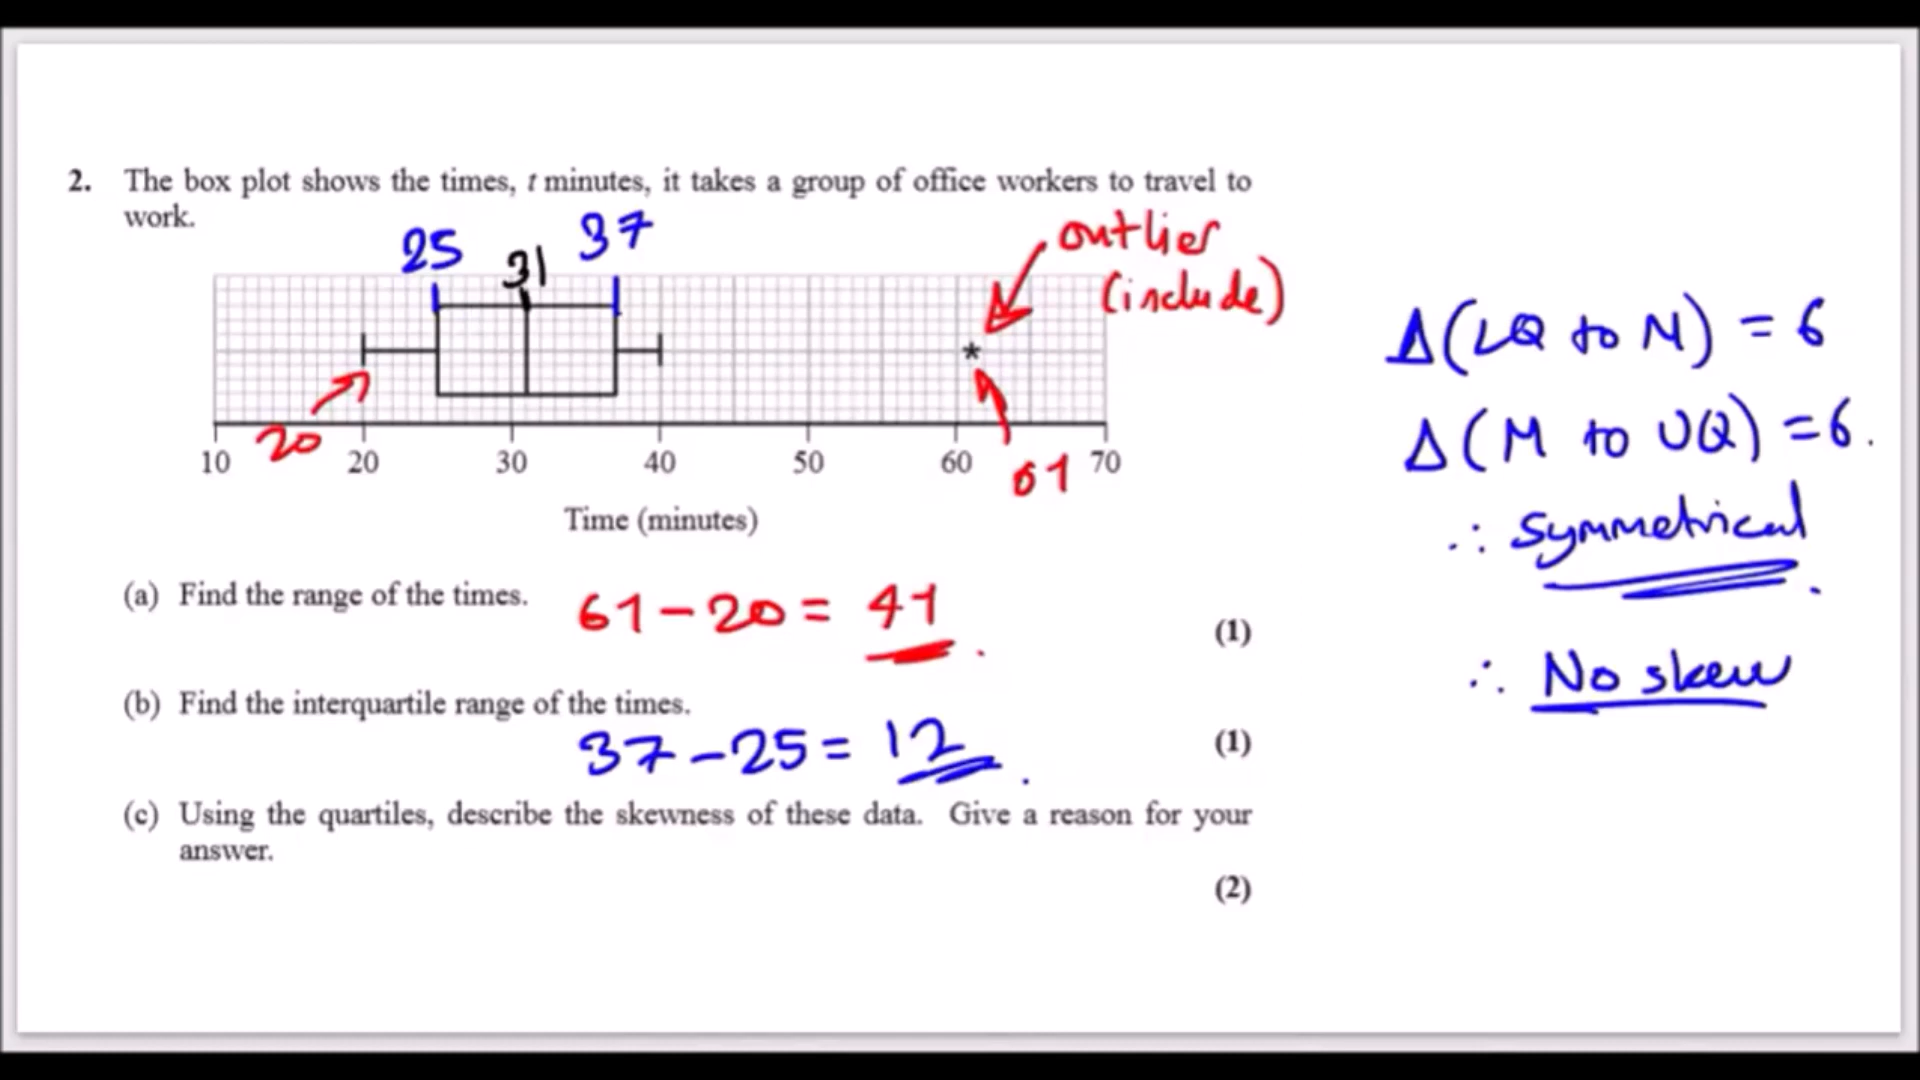 2. The box plot shows the times, t minutes, it takes a group of office workers to travel to
work.
25 31 37
outlier
(include)
20
61
10 20 30 40 50 60 70
Time (minutes)
Δ(LQ to M) = 6
Δ(M to UQ) = 6.
∴ symmetrical.
∴ No skew
(a) Find the range of the times. 61 - 20 = 41.
(1)
(b) Find the interquartile range of the times.
37 - 25 = 12.
(1)
(c) Using the quartiles, describe the skewness of these data. Give a reason for your
answer.
(2)